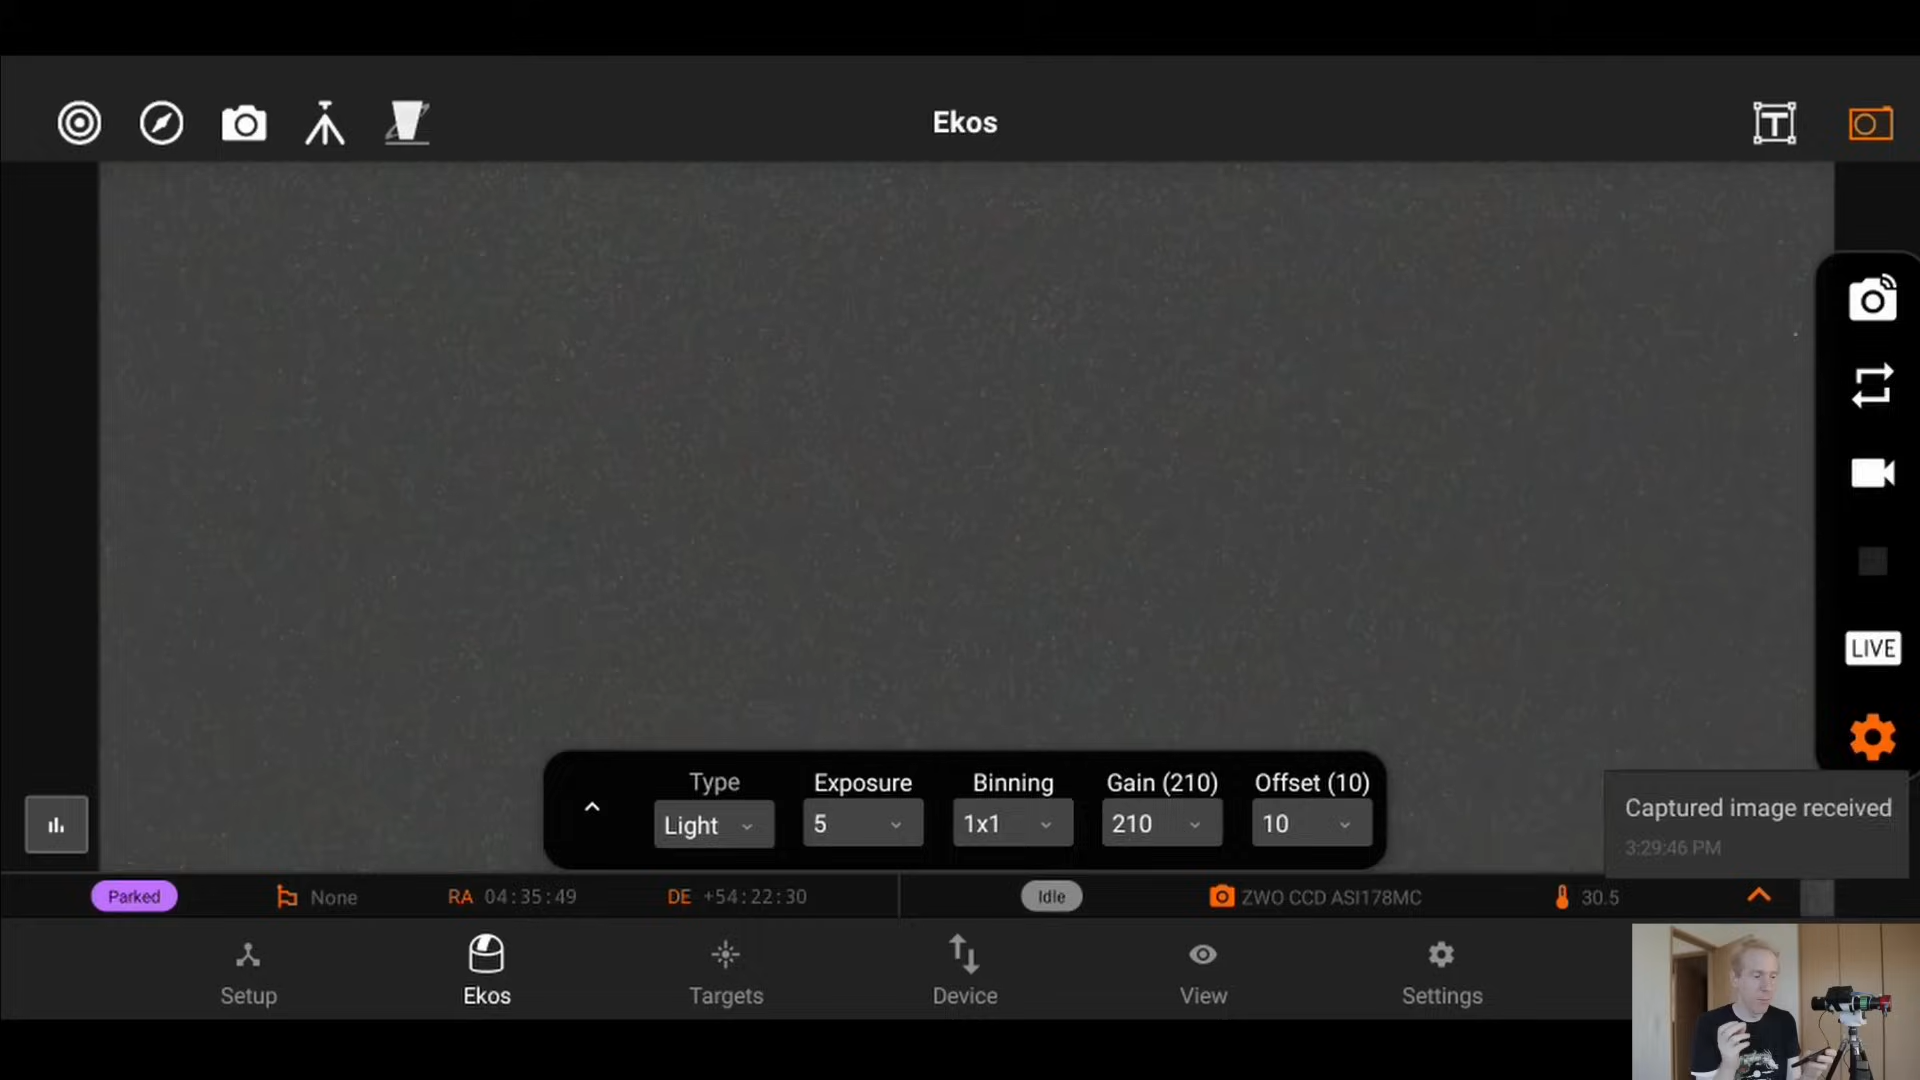 Ekos
T
LIVE
Type Exposure Binning Gain (210) Offset (10)
Light 5 1x1 210 10
Captured image received
3:29:46 PM
Parked None RA 04:35:49 DE +54:22:30 Idle ZWO CCD ASI178MC 30.5
Setup Ekos Targets Device View Settings